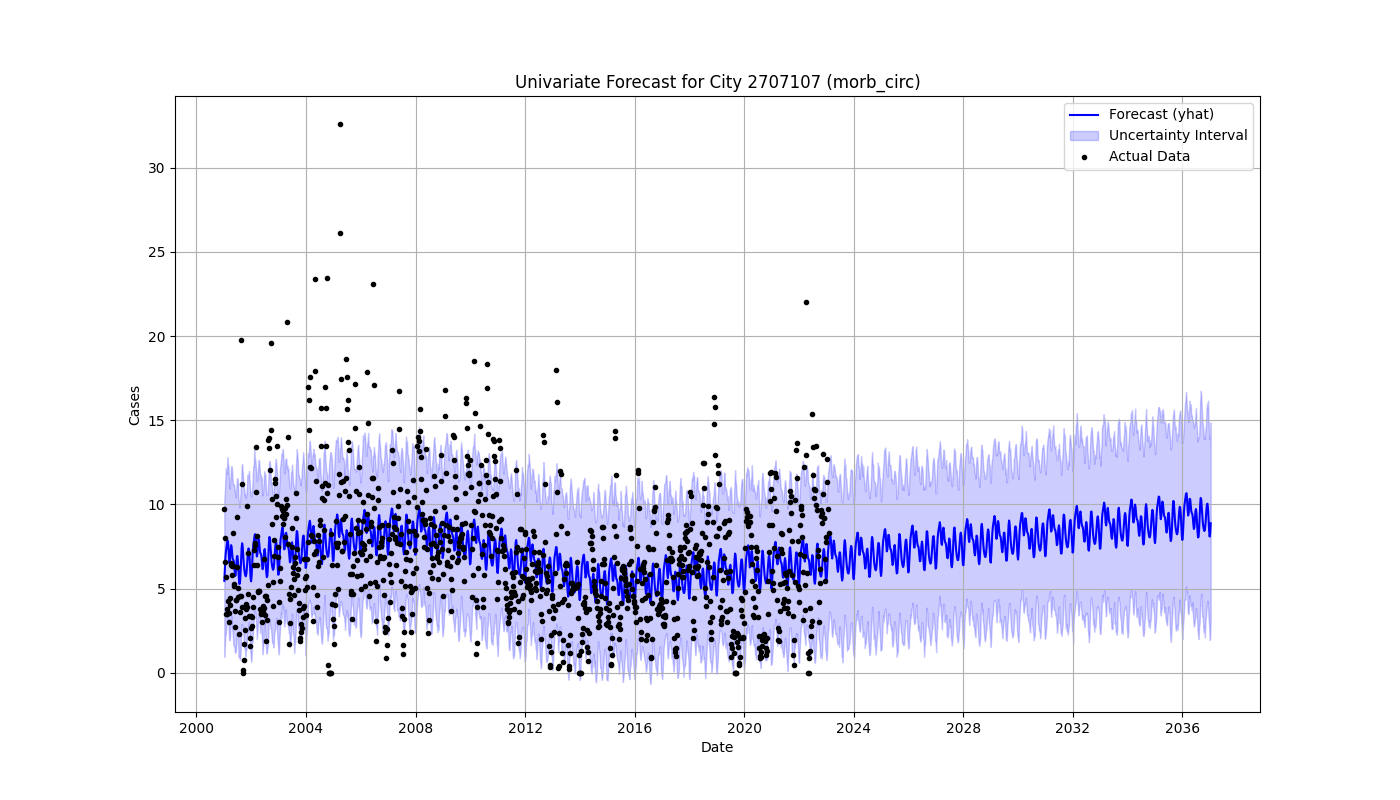 Univariate Forecast for City 2707107 (morb_circ)
Forecast (yhat)
Uncertainty Interval
Actual Data
Cases
30
25
20
15
10
5
0
2000 2004 2008 2012 2016 2020 2024 2028 2032 2036
Date